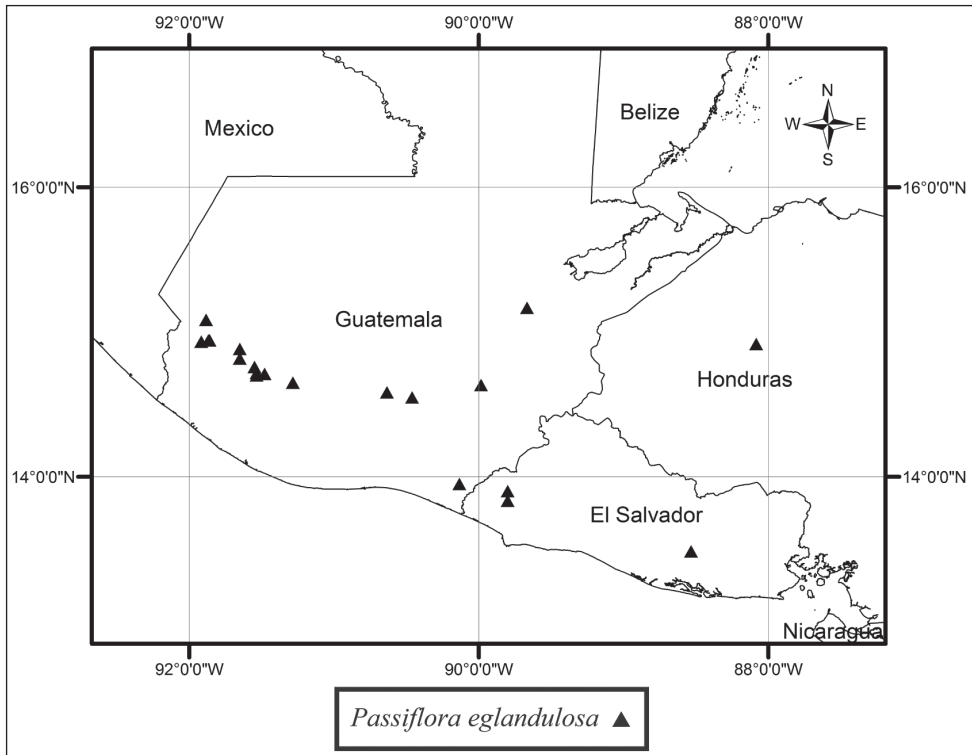 92°0'0"W 90°0'0"W 88°0'0"W
Mexico
Belize
N
W E
S
16°0'0"N 16°0'0"N
Guatemala
Honduras
14°0'0"N 14°0'0"N
El Salvador
Nicaragua
92°0'0"W 90°0'0"W 88°0'0"W
Passiflora eglandulosa